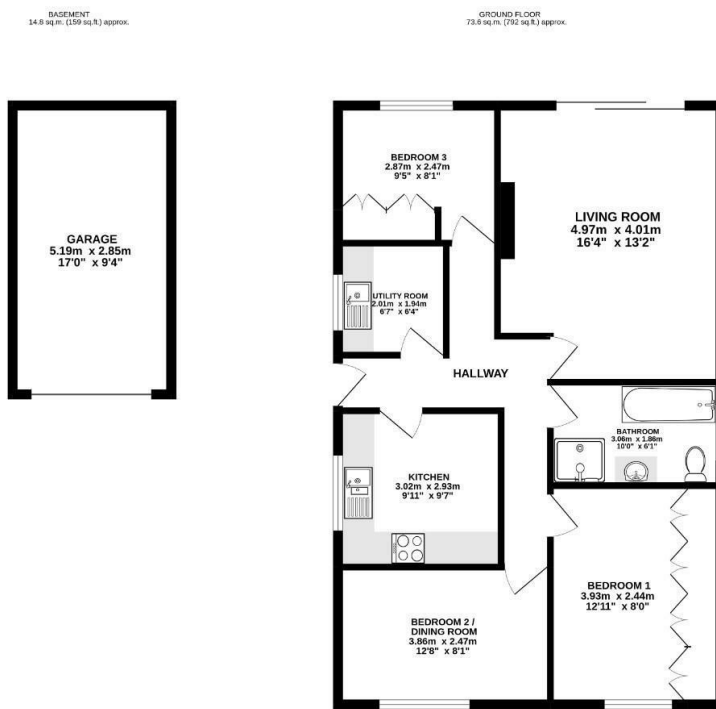 BASEMENT
14.8 sq.m. (159 sq.ft.) approx.
GROUND FLOOR
73.6 sq.m. (792 sq.ft.) approx.
GARAGE
5.19m x 2.85m
17'0" x 9'4"
BEDROOM 3
2.87m x 2.47m
9'5" x 8'1"
LIVING ROOM
4.97m x 4.01m
16'4" x 13'2"
UTILITY ROOM
2.01m x 1.94m
6'7" x 6'4"
HALLWAY
BATHROOM
3.06m x 1.86m
10'0" x 6'1"
KITCHEN
3.02m x 2.93m
9'11" x 9'7"
BEDROOM 1
3.93m x 2.44m
12'11" x 8'0"
BEDROOM 2 /
DINING ROOM
3.86m x 2.47m
12'8" x 8'1"